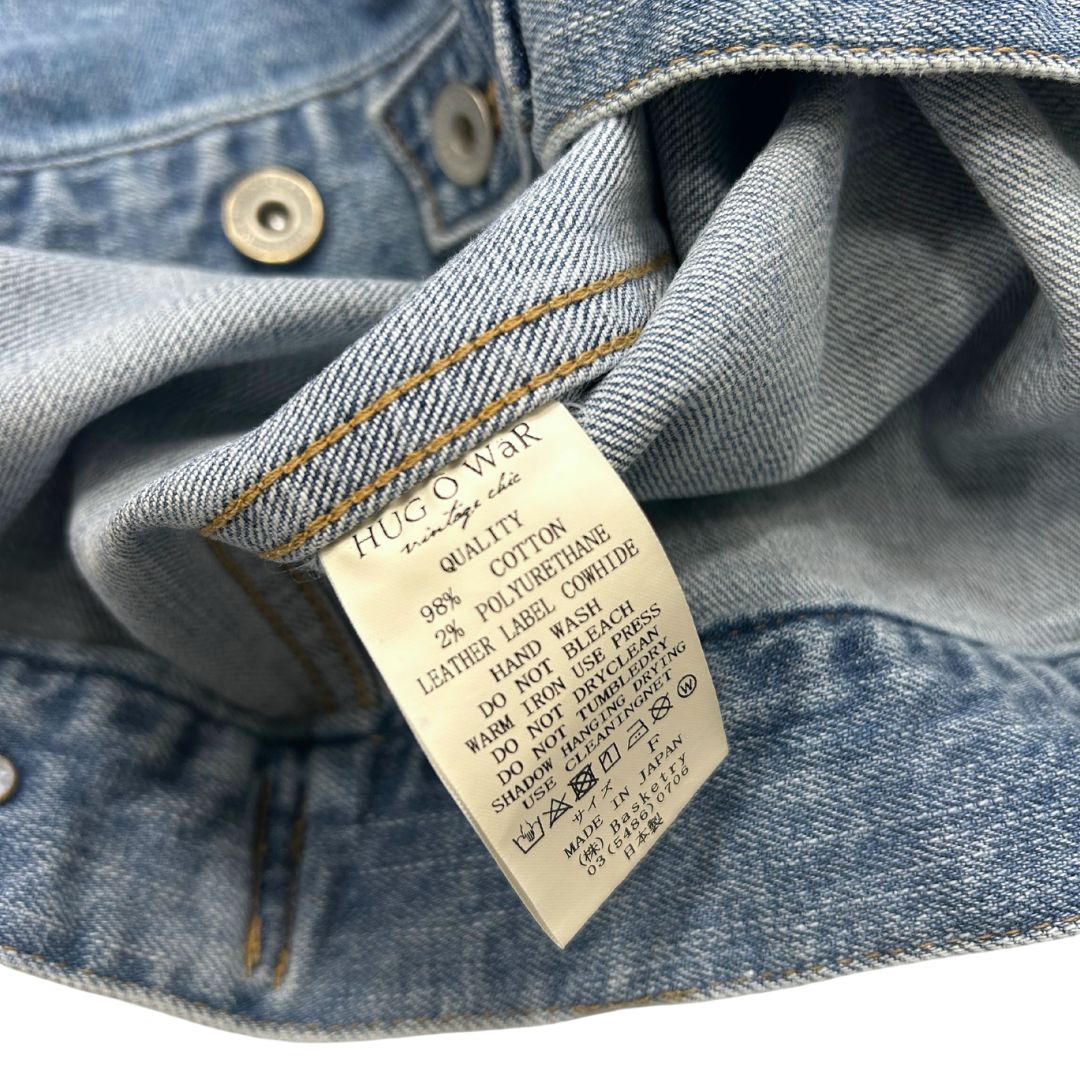 HUG O WäR
vintage chic
QUALITY
98% COTTON
2% POLYURETHANE
LEATHER LABEL COWHIDE
HAND WASH
DO NOT BLEACH
WARM IRON USE PRESS
DO NOT DRYCLEAN
DO NOT TUMBLEDRY
SHADOW HANGING DRYING
USE CLEANINGNET
W
サイズ F
MADE IN JAPAN
(株) Basketry
03(5486)0706
日本製